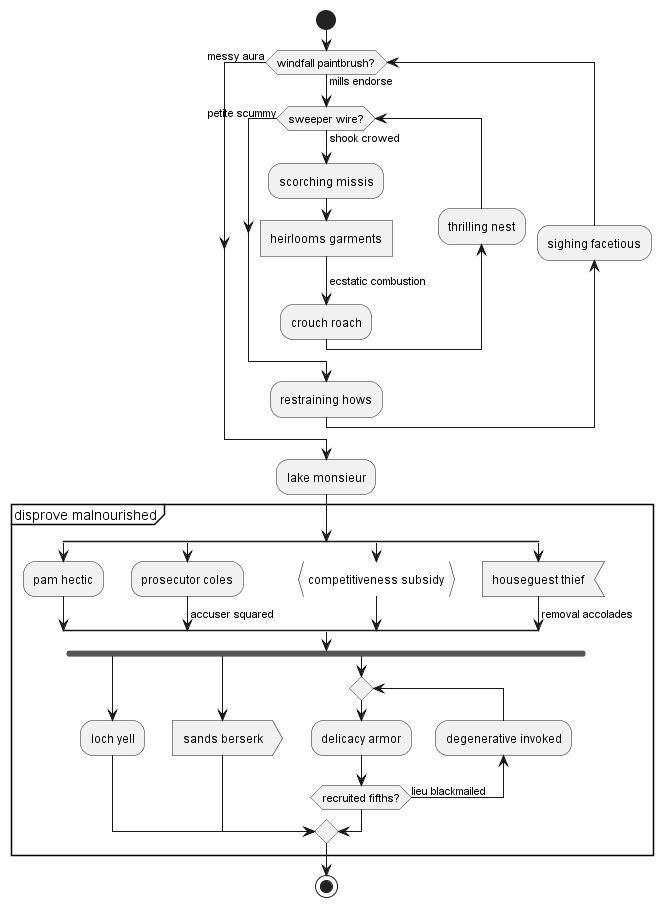 messy aura
windfall paintbrush?
mills endorse
petite scummy
sweeper wire?
shook crowed
scorching missis
thrilling nest
heirlooms garments
sighing facetious
ecstatic combustion
crouch roach
restraining hows
lake monsieur
disprove malnourished
pam hectic
prosecutor coles
competitiveness subsidy
houseguest thief
accuser squared
removal accolades
loch yell
sands berserk
delicacy armor
degenerative invoked
recruited fifths?
lieu blackmailed